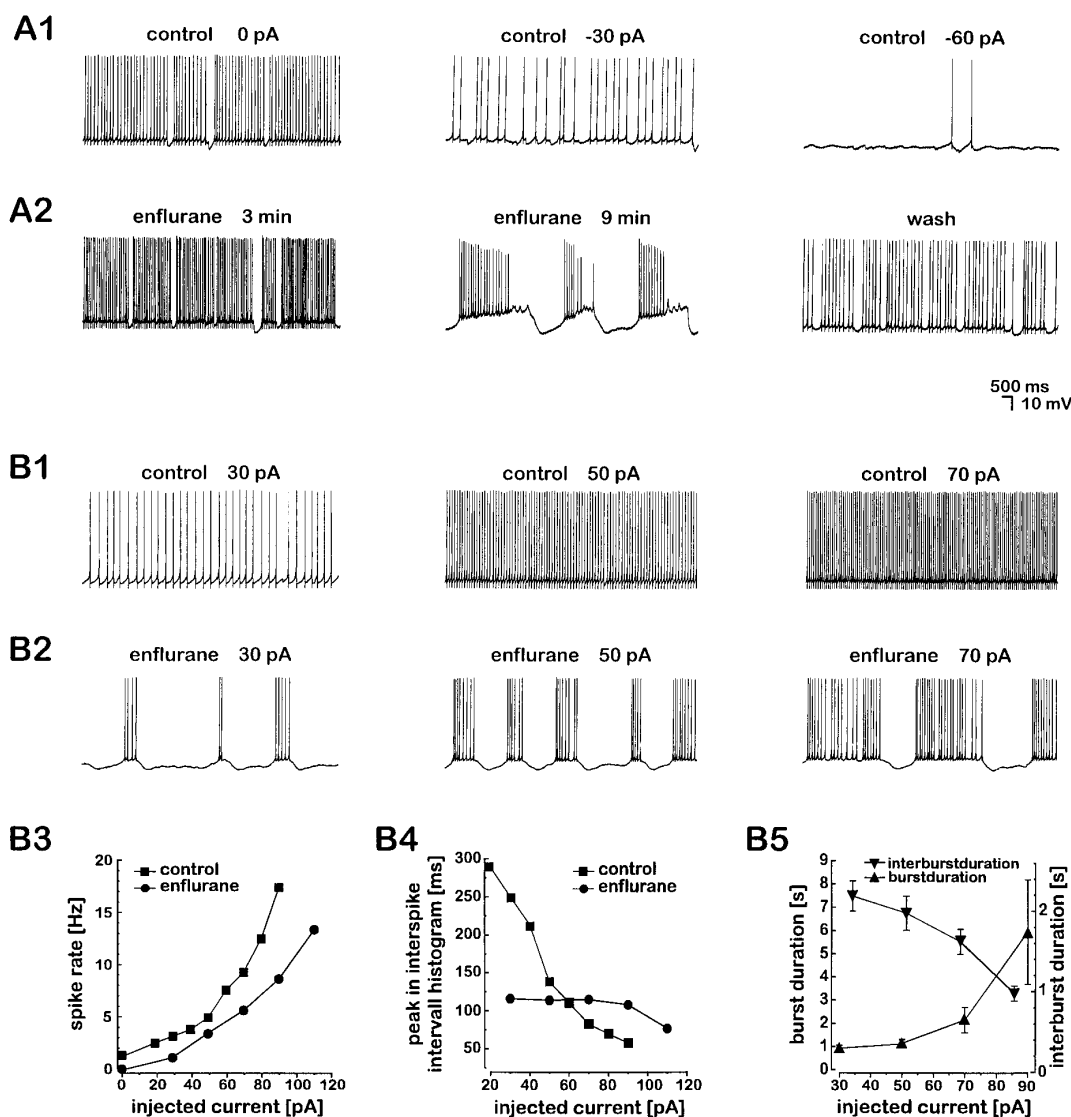 A1
control 0 pA
control -30 pA
control -60 pA
A2
enflurane 3 min
enflurane 9 min
wash
500 ms
10 mV
B1
control 30 pA
control 50 pA
control 70 pA
B2
enflurane 30 pA
enflurane 50 pA
enflurane 70 pA
B3
spike rate [Hz]
20
15
10
5
0
control
enflurane
0 20 40 60 80 100 120
injected current [pA]
B4
peak in interspike
intervall histogram [ms]
300
250
200
150
100
50
control
enflurane
20 40 60 80 100 120
injected current [pA]
B5
burst duration [s]
9
8
7
6
5
4
3
2
1
0
interburstduration
burstduration
2
1
0
interburst duration [s]
30 50 70 90
injected current [pA]